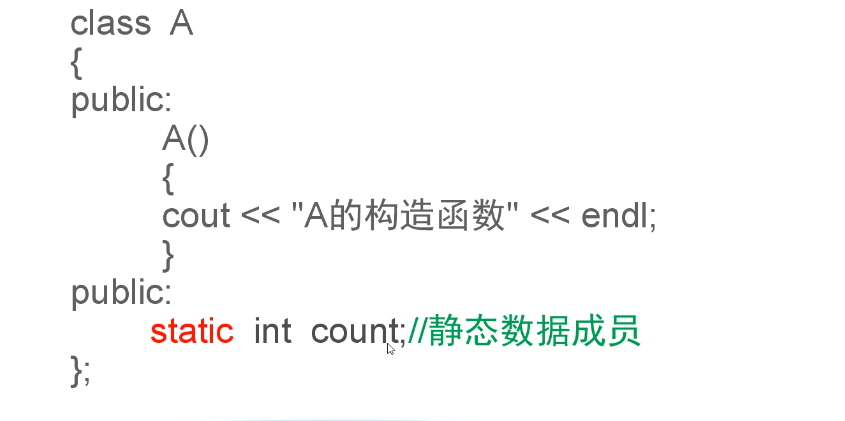 class A
{
public:
A()
{
cout << "A的构造函数" << endl;
}
public:
static int count;//静态数据成员
};